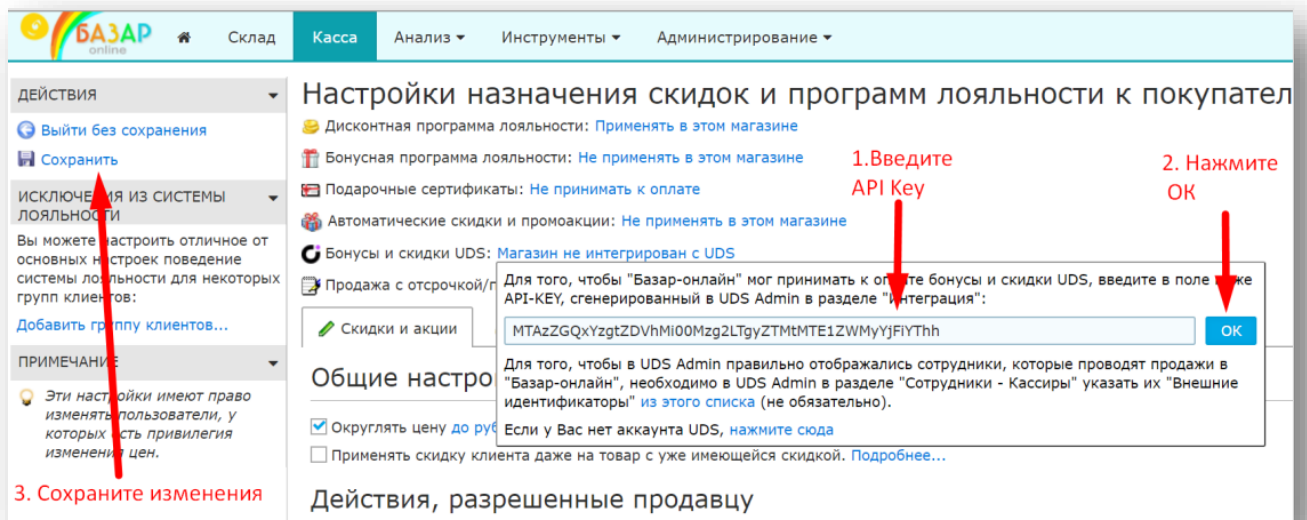 БАЗАР
online
Склад
Касса
Анализ
Инструменты
Администрирование
ДЕЙСТВИЯ
Выйти без сохранения
Сохранить
ИСКЛЮЧЕНИЯ ИЗ СИСТЕМЫ
ЛОЯЛЬНОСТИ
Вы можете настроить отличное от
основных настроек поведение
системы лояльности для некоторых
групп клиентов:
Добавить группу клиентов...
ПРИМЕЧАНИЕ
Эти настройки имеют право
изменять пользователи, у
которых есть привилегия
изменения цен.
3. Сохраните изменения
Настройки назначения скидок и программ лояльности к покупател
Дисконтная программа лояльности: Применять в этом магазине
Бонусная программа лояльности: Не применять в этом магазине
Подарочные сертификаты: Не принимать к оплате
Автоматические скидки и промоакции: Не применять в этом магазине
Бонусы и скидки UDS: Магазин не интегрирован с UDS
Продажа с отсрочкой/п
1.Введите
API Key
2. Нажмите
ОК
Для того, чтобы "Базар-онлайн" мог принимать к оплате бонусы и скидки UDS, введите в поле ниже
API-KEY, сгенерированный в UDS Admin в разделе "Интеграция":
MTAzZGQxYzgtZDVhMi00Mzg2LTgyZTMtMTE1ZWMyYjFiYThh
OK
Для того, чтобы в UDS Admin правильно отображались сотрудники, которые проводят продажи в
"Базар-онлайн", необходимо в UDS Admin в разделе "Сотрудники - Кассиры" указать их "Внешние
идентификаторы" из этого списка (не обязательно).
Если у Вас нет аккаунта UDS, нажмите сюда
Скидки и акции
Общие настро
Округлять цену до руб
Применять скидку клиента даже на товар с уже имеющейся скидкой. Подробнее...
Действия, разрешенные продавцу